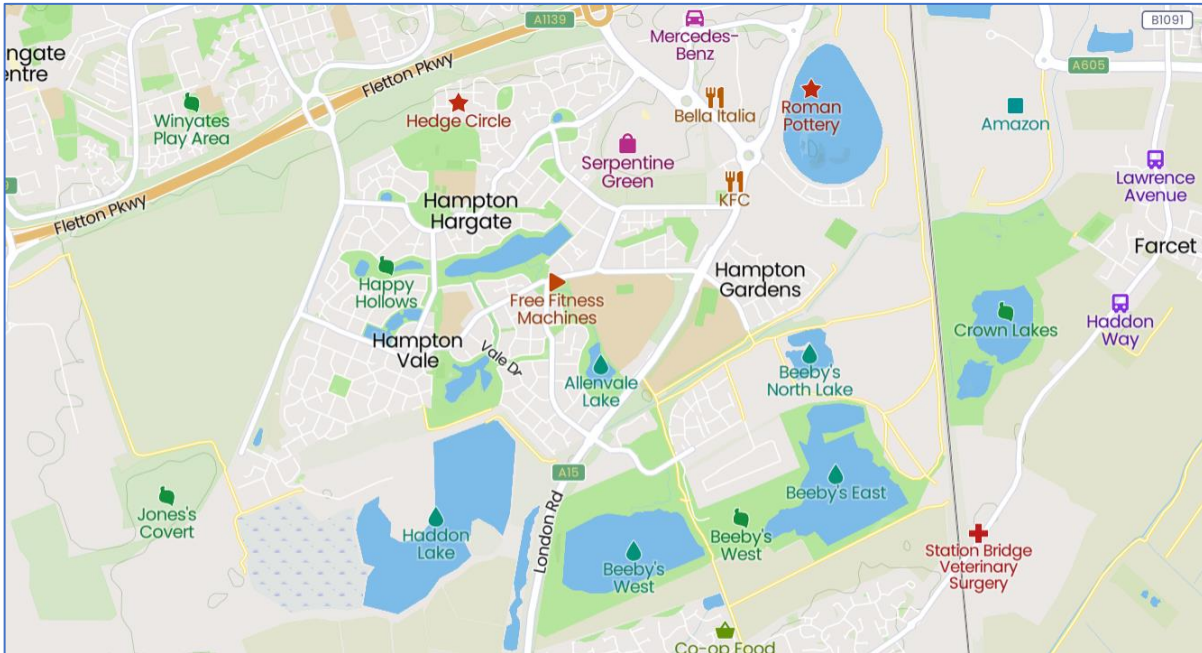 A1139
B1091
Mercedes-
Benz
ngate
entre
Fletton Pkwy
A605
Hedge Circle
Bella Italia
Roman
Pottery
Winyates
Play Area
Amazon
Serpentine
Green
Lawrence
Avenue
KFC
Fletton Pkwy
Hampton
Hargate
Farcet
Happy
Hollows
Free Fitness
Machines
Hampton
Gardens
Crown Lakes
Haddon
Way
Hampton
Vale
Vale Dr
Allenvale
Lake
Beeby's
North Lake
A15
Beeby's East
Jones's
Covert
Haddon
Lake
London Rd
Beeby's
West
Beeby's
West
Station Bridge
Veterinary
Surgery
Co-op Food